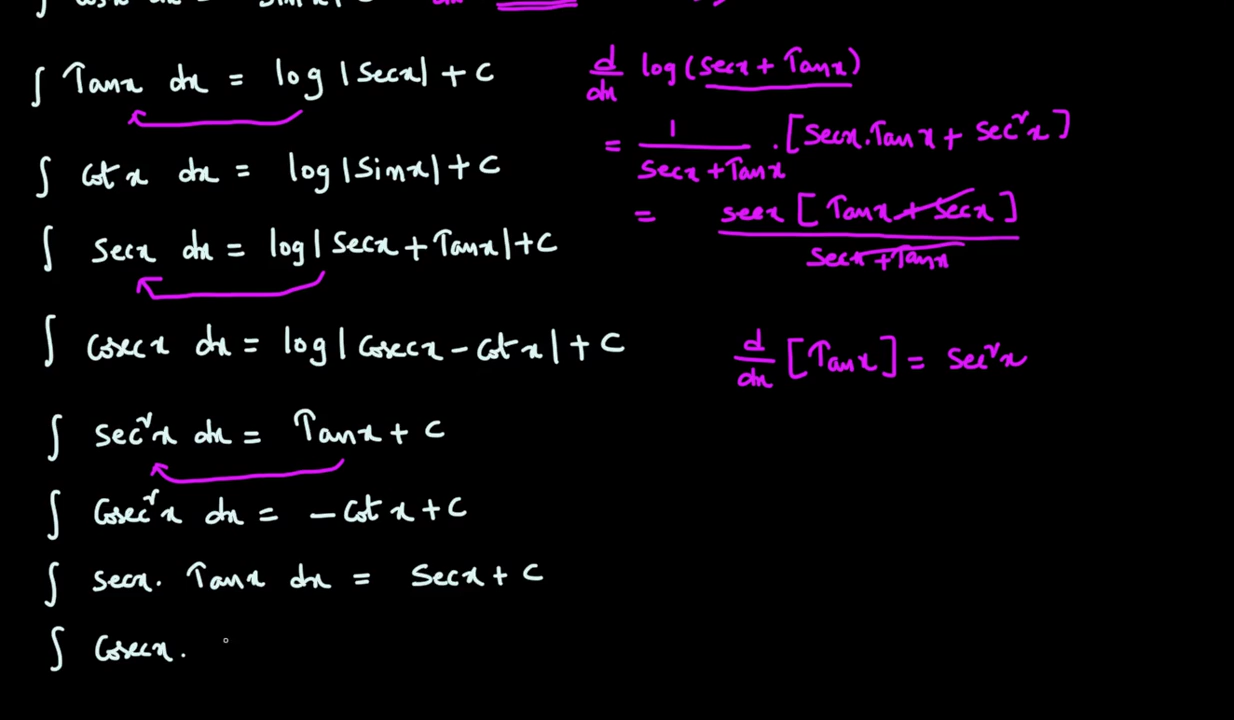 ∫ Tanx dx = log |Secx| + C
∫ Cot x dx = log |Sinx| + C
∫ Secx dx = log | Secx + Tanx | + C
∫ Cosecx dx = log | Cosecx - Cot x | + C
∫ Sec²x dx = Tanx + C
∫ Cosec²x dx = - Cot x + C
∫ Secx. Tanx dx = Secx + C
∫ Cosecx.
d/dx log (Secx + Tanx)
= 1/(Secx + Tanx) . [Secx.Tanx + Sec²x]
= Secx [Tanx + Secx] / (Secx + Tanx)
d/dx [Tanx] = Sec²x